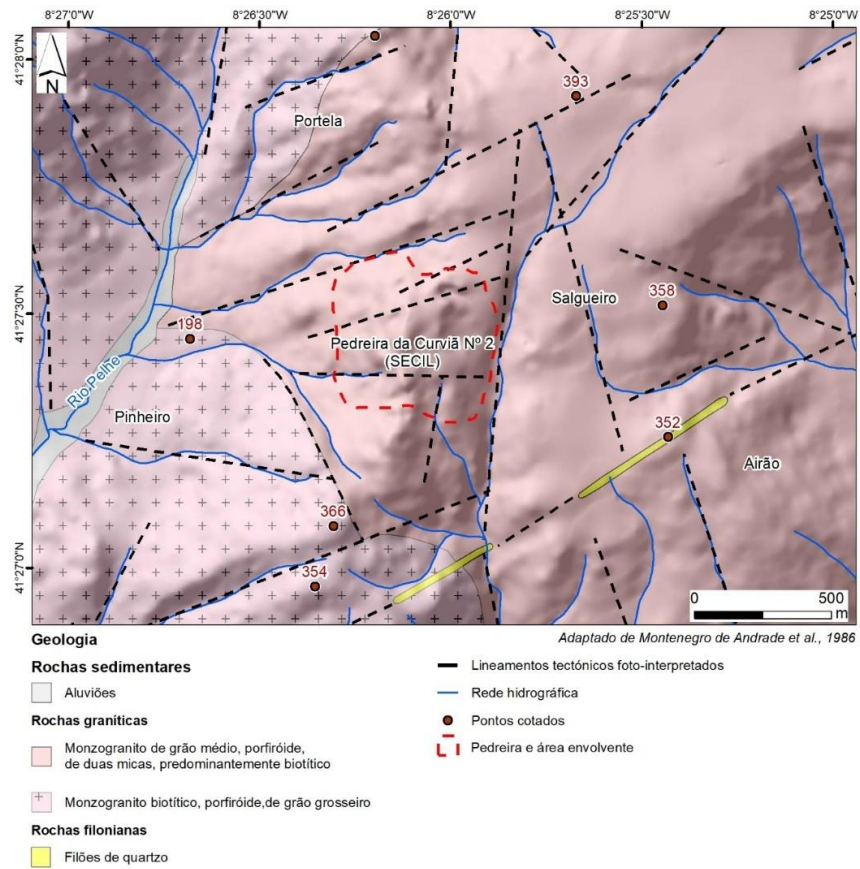 8°27'0"W
8°26'30"W
8°26'0"W
8°25'30"W
8°25'0"W
41°28'0"N
N
393
Portela
Salgueiro
358
41°27'30"N
198
Pedreira da Curviã Nº 2
(SECIL)
Rio Pelhe
Pinheiro
352
Airão
366
41°27'0"N
354
0
500
m
Geologia
Adaptado de Montenegro de Andrade et al., 1986
Rochas sedimentares
Aluviões
Rochas graníticas
Monzogranito de grão médio, porfiróide,
de duas micas, predominantemente biotítico
Monzogranito biotítico, porfiróide,de grão grosseiro
Rochas filonianas
Filões de quartzo
Lineamentos tectónicos foto-interpretados
Rede hidrográfica
Pontos cotados
Pedreira e área envolvente